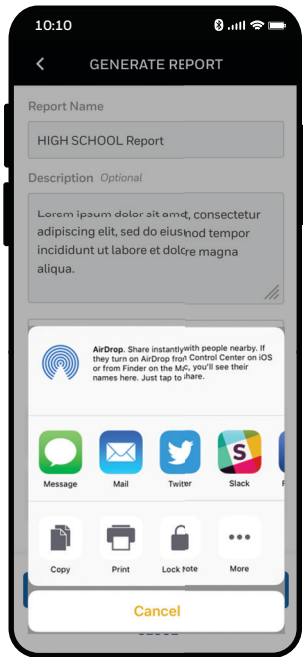 10:10
GENERATE REPORT
Report Name
HIGH SCHOOL Report
Description Optional
Lorem ipsum dolor sit amet, consectetur
adipiscing elit, sed do eiusmod tempor
incididunt ut labore et dolore magna
aliqua.
AirDrop. Share instantly with people nearby. If
they turn on AirDrop from Control Center on iOS
or from Finder on the Mac, you'll see their
names here. Just tap to share.
Message Mail Twitter Slack
Copy Print Lock More
Cancel